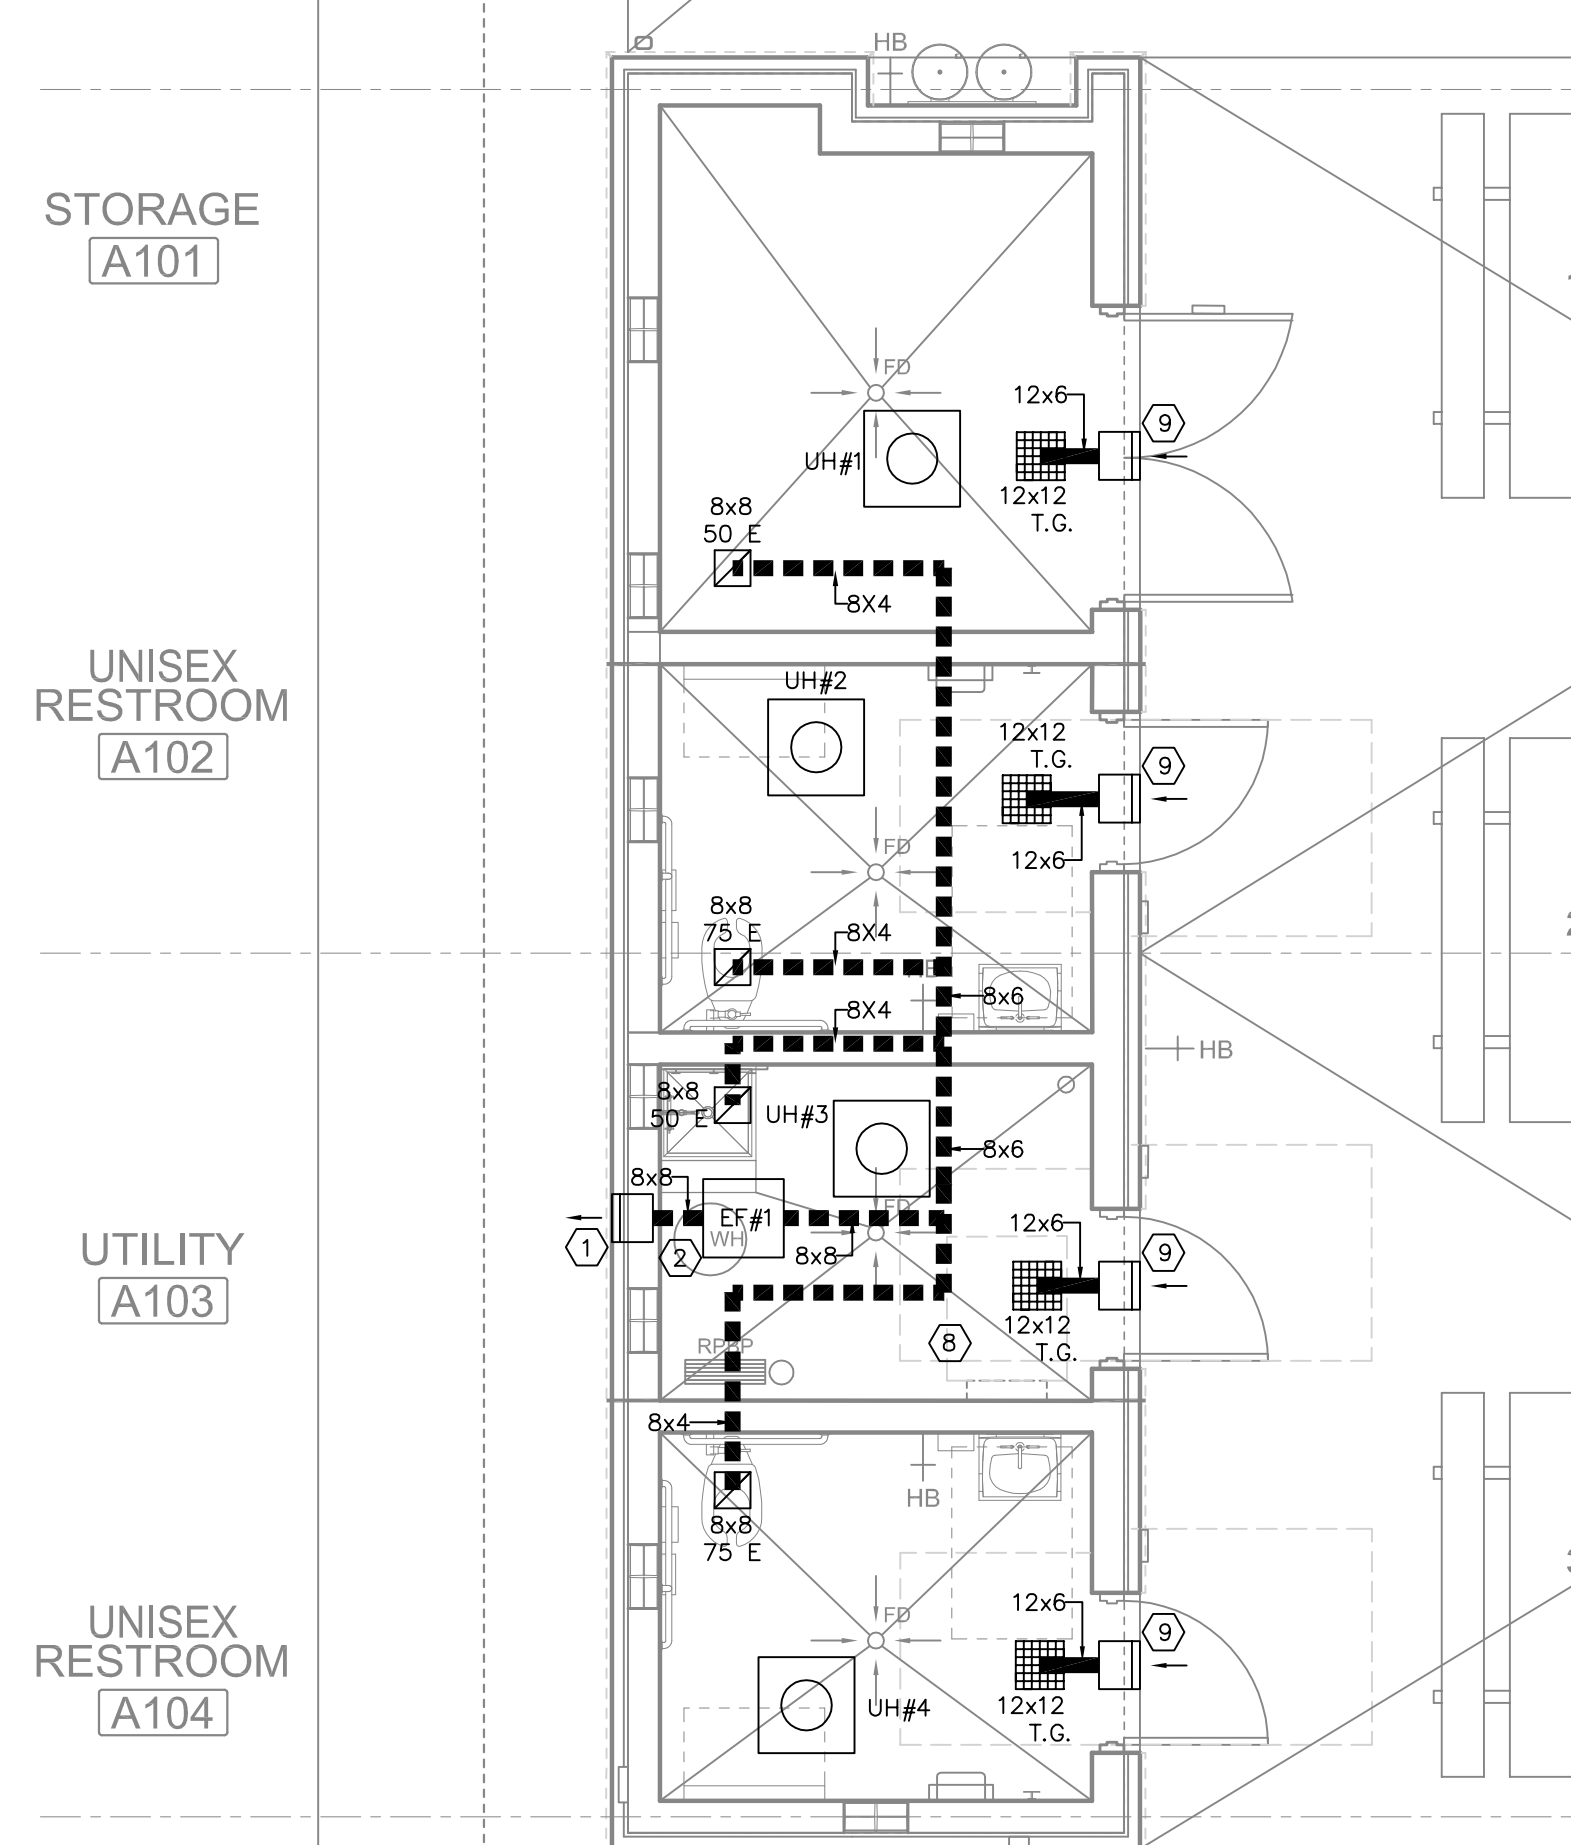 HB
STORAGE
A101
FD
12x6
9
UH#1
12x12
T.G.
8x8
50 E
8X4
UNISEX
RESTROOM
A102
UH#2
12x12
T.G.
9
FD
12x6
8x8
75 E
8X4
HB
8x6
8X4
HB
8x8
50 E
UH#3
8x6
8x8
EF#1
WH
FD
1
2
8x8
12x6
9
UTILITY
A103
12x12
T.G.
8
RPBP
8x4
HB
8x8
75 E
UNISEX
RESTROOM
A104
FD
12x6
9
UH#4
12x12
T.G.